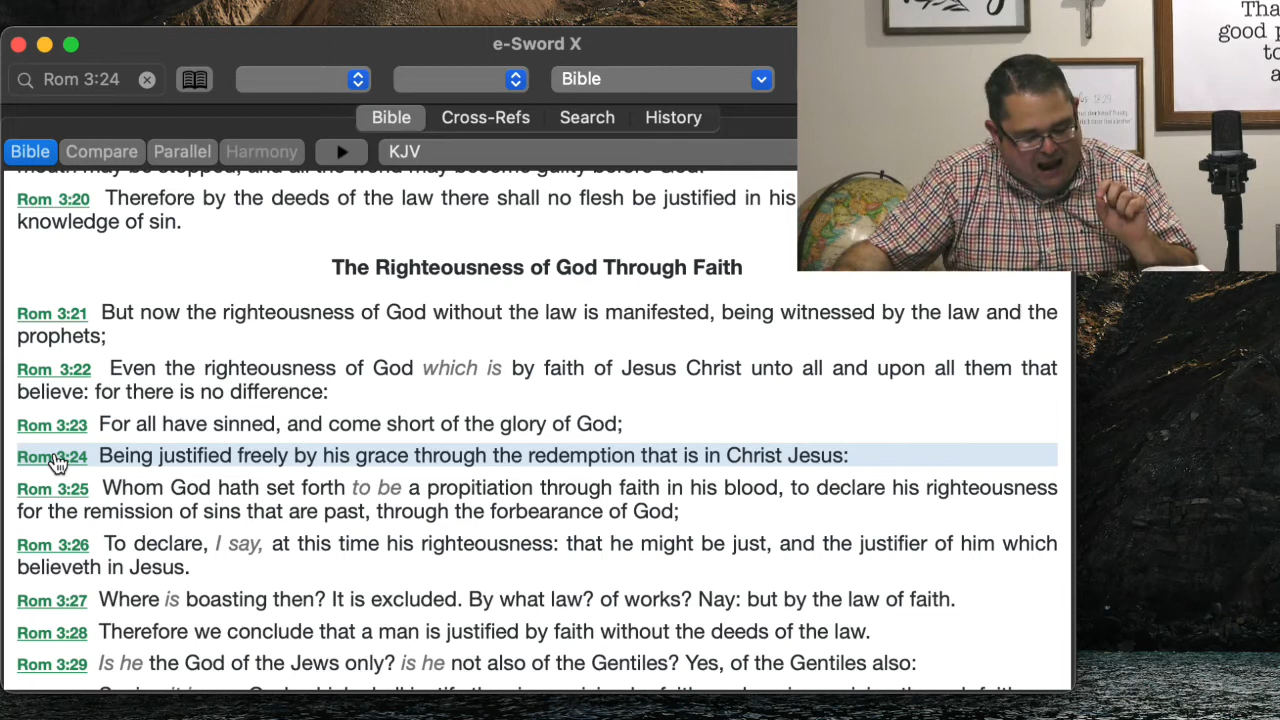 e-Sword X
Rom 3:24
Bible
Bible Cross-Refs Search History
Bible Compare Parallel Harmony KJV
Rom 3:20 Therefore by the deeds of the law there shall no flesh be justified in his
knowledge of sin.
The Righteousness of God Through Faith
Rom 3:21 But now the righteousness of God without the law is manifested, being witnessed by the law and the
prophets;
Rom 3:22 Even the righteousness of God which is by faith of Jesus Christ unto all and upon all them that
believe: for there is no difference:
Rom 3:23 For all have sinned, and come short of the glory of God;
Rom 3:24 Being justified freely by his grace through the redemption that is in Christ Jesus:
Rom 3:25 Whom God hath set forth to be a propitiation through faith in his blood, to declare his righteousness
for the remission of sins that are past, through the forbearance of God;
Rom 3:26 To declare, I say, at this time his righteousness: that he might be just, and the justifier of him which
believeth in Jesus.
Rom 3:27 Where is boasting then? It is excluded. By what law? of works? Nay: but by the law of faith.
Rom 3:28 Therefore we conclude that a man is justified by faith without the deeds of the law.
Rom 3:29 Is he the God of the Jews only? is he not also of the Gentiles? Yes, of the Gentiles also:
Tha
good p
to
a